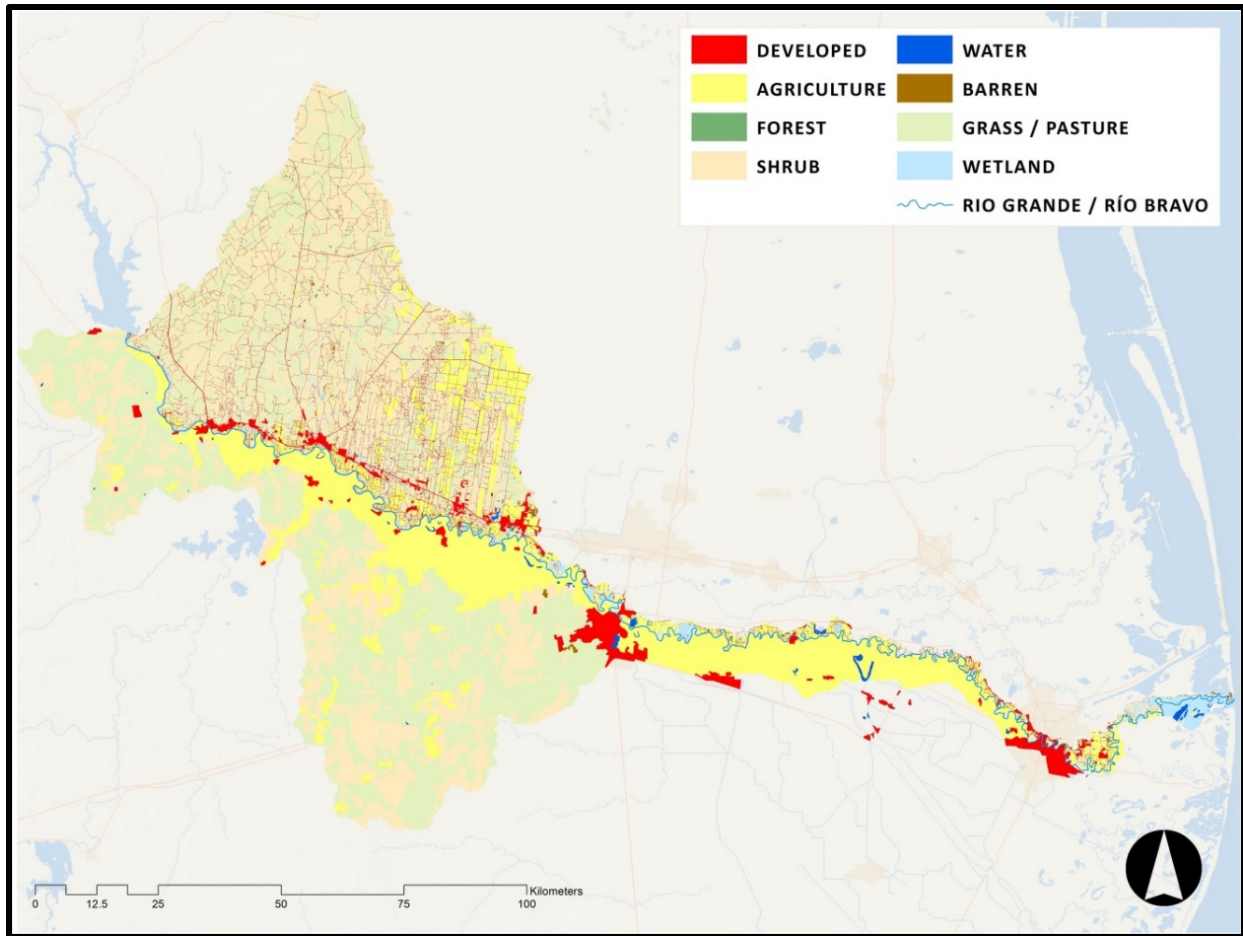 DEVELOPED
AGRICULTURE
FOREST
SHRUB
WATER
BARREN
GRASS / PASTURE
WETLAND
RIO GRANDE / RÍO BRAVO
Kilometers
0 12.5 25 50 75 100